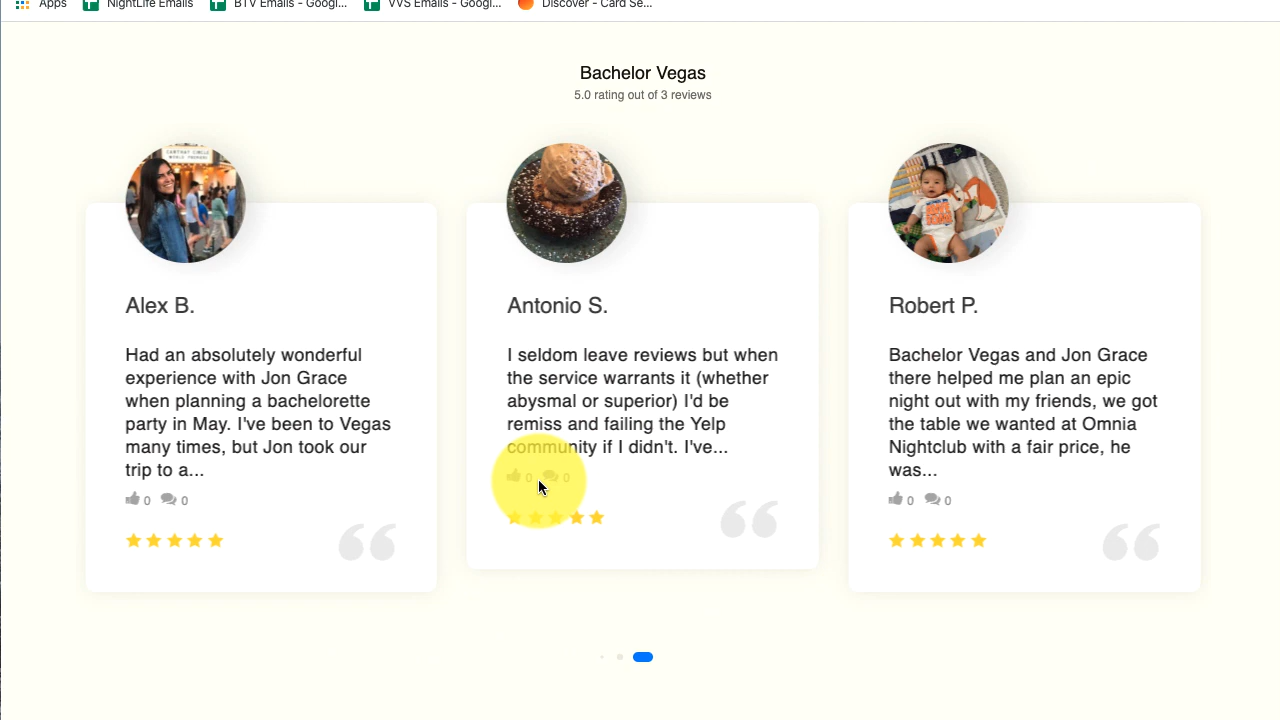 Apps NightLife Emails BTV Emails - Googl... VVS Emails - Googl... Discover - Card Se...
Bachelor Vegas
5.0 rating out of 3 reviews
Alex B.
Had an absolutely wonderful
experience with Jon Grace
when planning a bachelorette
party in May. I've been to Vegas
many times, but Jon took our
trip to a...
0 0
Antonio S.
I seldom leave reviews but when
the service warrants it (whether
abysmal or superior) I'd be
remiss and failing the Yelp
community if I didn't. I've...
0 0
Robert P.
Bachelor Vegas and Jon Grace
there helped me plan an epic
night out with my friends, we got
the table we wanted at Omnia
Nightclub with a fair price, he
was...
0 0